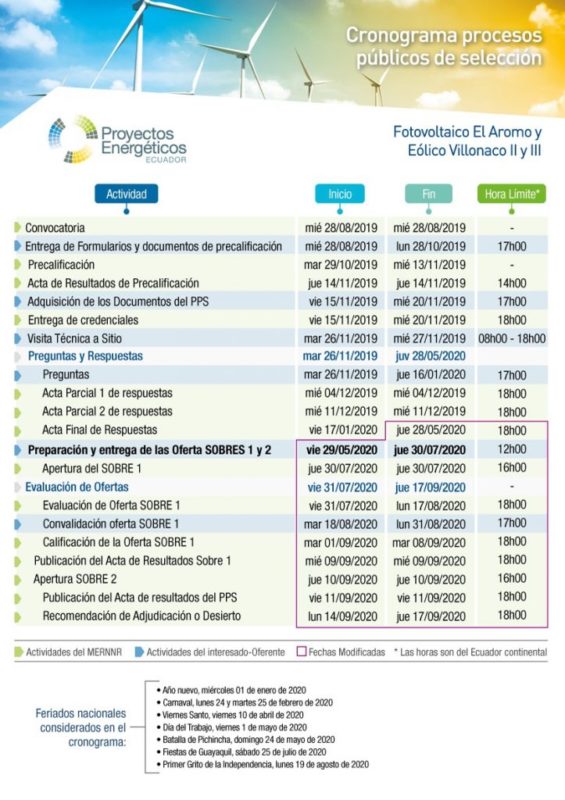 Cronograma procesos
públicos de selección
Proyectos
Energéticos
ECUADOR
Fotovoltaico El Aromo y
Eólico Villonaco II y III
Actividad Inicio Fin Hora Límite*
Convocatoria mié 28/08/2019 mié 28/08/2019 -
Entrega de Formularios y documentos de precalificación mié 28/08/2019 lun 28/10/2019 17h00
Precalificación mar 29/10/2019 mié 13/11/2019 -
Acta de Resultados de Precalificación jue 14/11/2019 jue 14/11/2019 14h00
Adquisición de los Documentos del PPS vie 15/11/2019 mié 20/11/2019 17h00
Entrega de credenciales vie 15/11/2019 mié 20/11/2019 18h00
Visita Técnica a Sitio mar 26/11/2019 mié 27/11/2019 08h00 - 18h00
Preguntas y Respuestas mar 26/11/2019 juv 28/05/2020
Preguntas mar 26/11/2019 jue 16/01/2020 17h00
Acta Parcial 1 de respuestas mié 04/12/2019 mié 04/12/2019 18h00
Acta Parcial 2 de respuestas mié 11/12/2019 mié 11/12/2019 18h00
Acta Final de Respuestas vie 17/01/2020 jue 28/05/2020 18h00
Preparación y entrega de las Oferta SOBRES 1 y 2 vie 29/05/2020 jue 30/07/2020 12h00
Apertura del SOBRE 1 jue 30/07/2020 jue 30/07/2020 16h00
Evaluación de Ofertas vie 31/07/2020 jue 17/09/2020 -
Evaluación de Oferta SOBRE 1 vie 31/07/2020 lun 17/08/2020 18h00
Convalidación oferta SOBRE 1 mar 18/08/2020 lun 31/08/2020 17h00
Calificación de la Oferta SOBRE 1 mar 01/09/2020 mar 08/09/2020 18h00
Publicación del Acta de Resultados Sobre 1 mié 09/09/2020 mié 09/09/2020 18h00
Apertura SOBRE 2 jue 10/09/2020 jue 10/09/2020 16h00
Publicación del Acta de resultados del PPS vie 11/09/2020 vie 11/09/2020 18h00
Recomendación de Adjudicación o Desierto lun 14/09/2020 jue 17/09/2020 18h00
Actividades del MERNNR Actividades del interesado-Oferente Fechas Modificadas * Las horas son del Ecuador continental
Feriados nacionales
considerados en el
cronograma:
• Año nuevo, miércoles 01 de enero de 2020
• Carnaval, lunes 24 y martes 25 de febrero de 2020
• Viernes Santo, viernes 10 de abril de 2020
• Día del Trabajo, viernes 1 de mayo de 2020
• Batalla de Pichincha, domingo 24 de mayo de 2020
• Fiestas de Guayaquil, sábado 25 de julio de 2020
• Primer Grito de la Independencia, lunes 19 de agosto de 2020